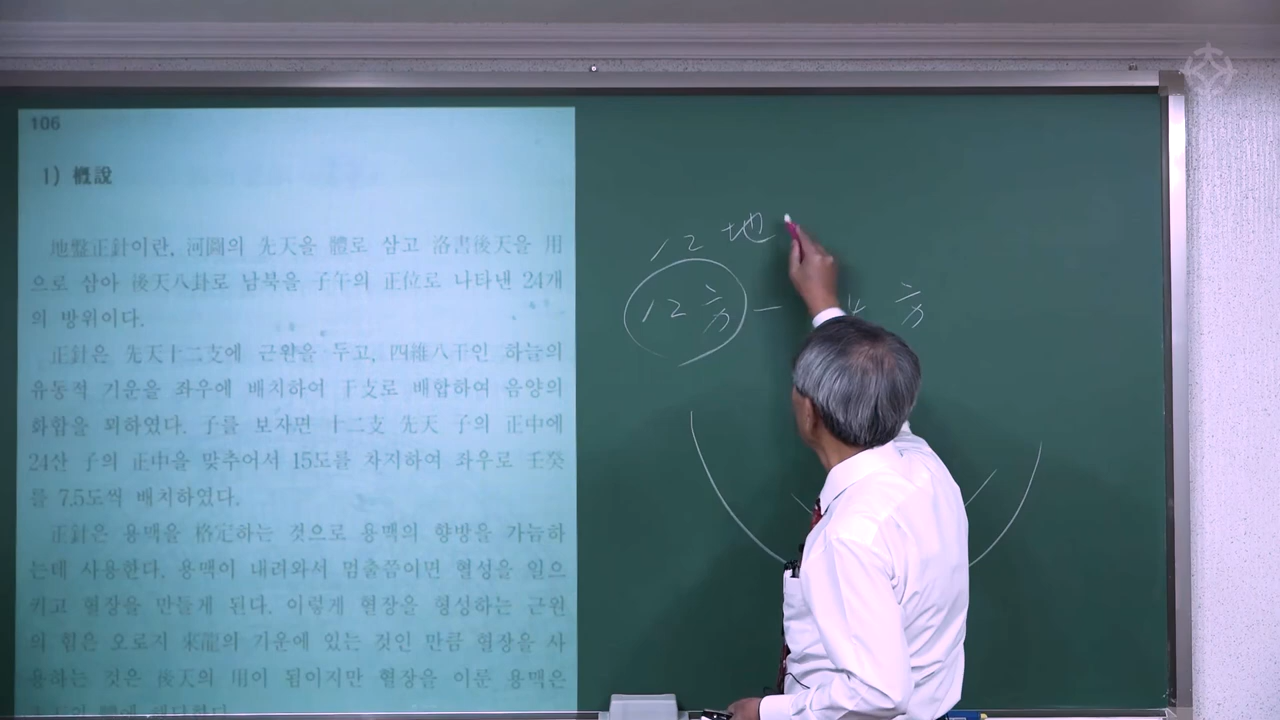 106
1) 槪說
地盤正針이란, 河圖의 先天을 體로 삼고 洛書後天을 用
으로 삼아 後天八卦로 남북을 子午의 正位로 나타낸 24개
의 방위이다.
正針은 先天十二支에 근원을 두고, 四維八干인 하늘의
유동적 기운을 좌우에 배치하여 干支로 배합하여 음양의
화합을 꾀하였다. 子를 보자면 十二支 先天 子의 正中에
24산 子의 正中을 맞추어서 15도를 차지하여 좌우로 壬癸
를 7.5도씩 배치하였다.
正針은 용맥을 格定하는 것으로 용맥의 향방을 가늠하
는데 사용한다. 용맥이 내려와서 멈출쯤이면 혈성을 일으
키고 혈장을 만들게 된다. 이렇게 혈장을 형성하는 근원
의 힘은 오로지 來龍의 기운에 있는 것인 만큼 혈장을 사
용하는 것은 後天의 用이 됨이지만 혈장을 이룬 용맥은
12 地
12 方 - 方